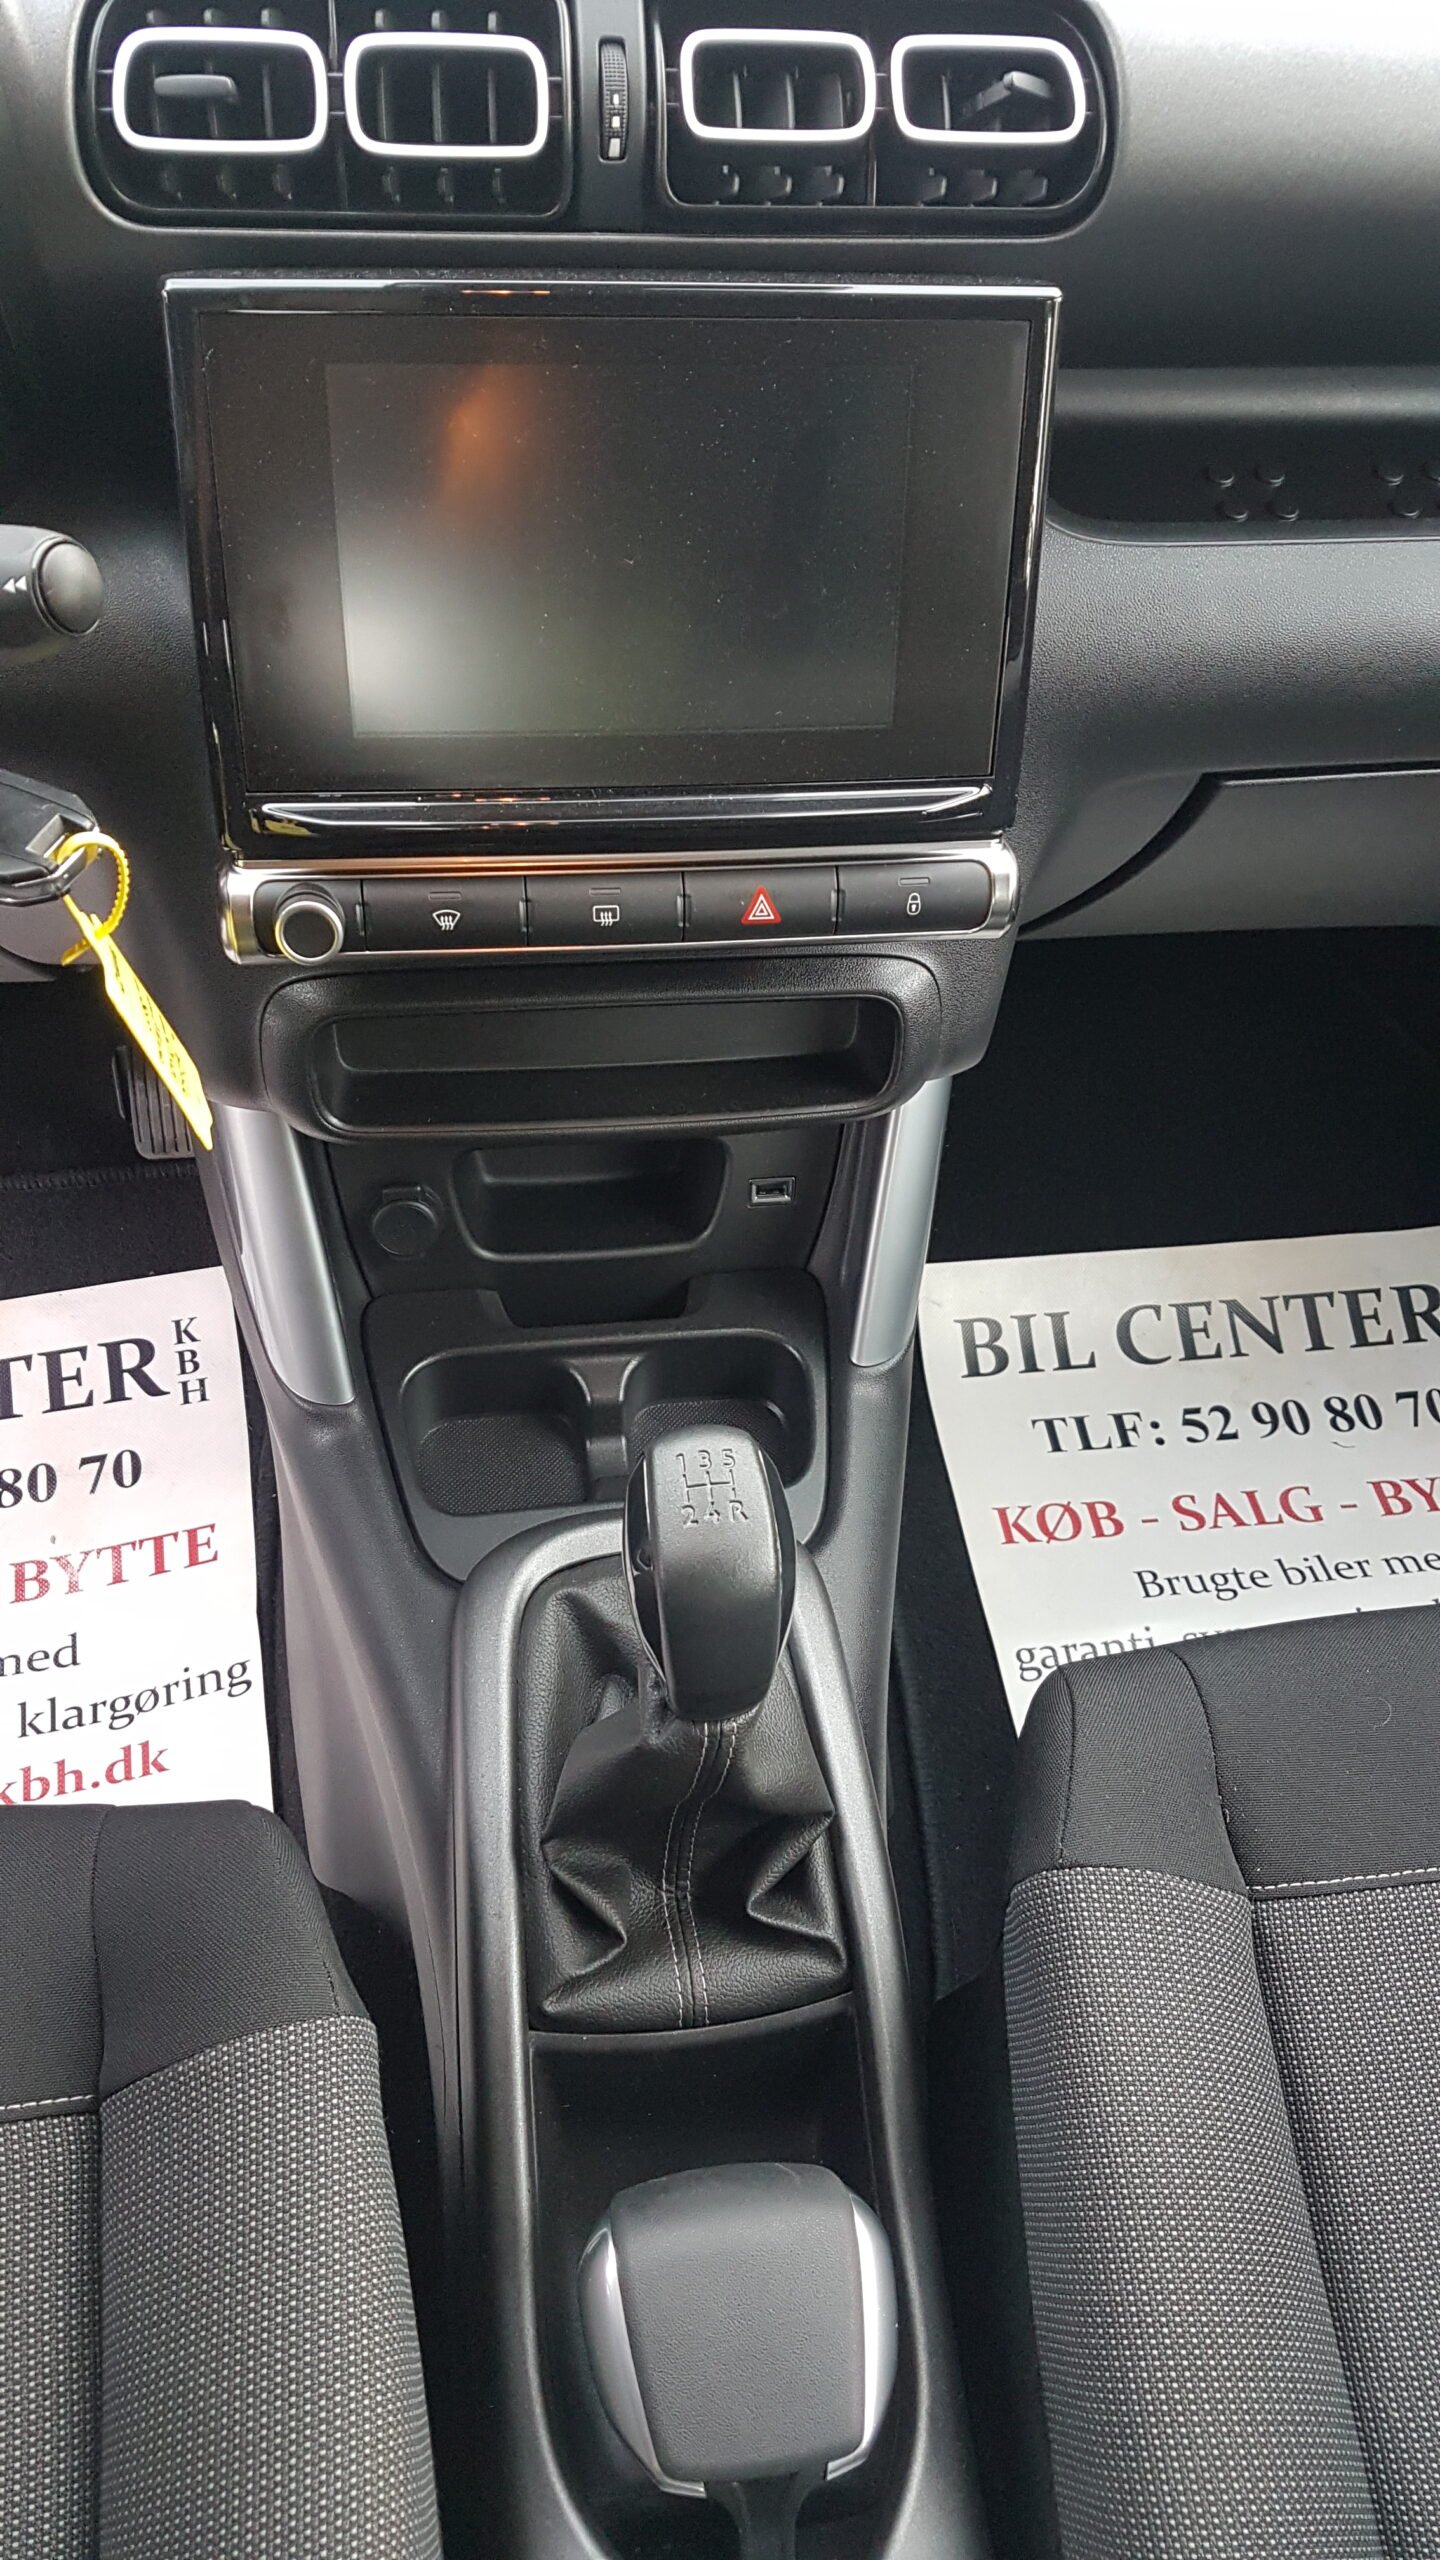 1 3 5
2 4 R
TER KBH
80 70
BYTTE
med
klargøring
kbh.dk
BIL CENTER
TLF: 52 90 80 70
KØB - SALG - BY
Brugte biler me
garanti